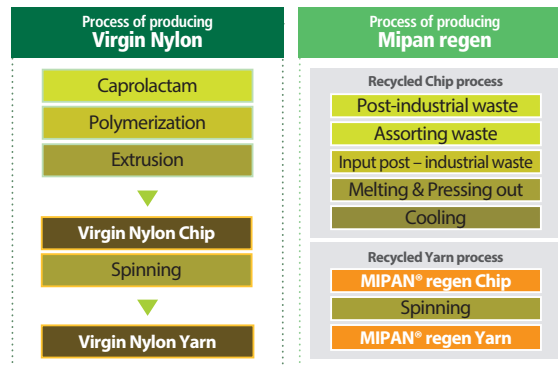 Process of producing
Virgin Nylon
Caprolactam
Polymerization
Extrusion
Virgin Nylon Chip
Spinning
Virgin Nylon Yarn
Process of producing
Mipan regen
Recycled Chip process
Post-industrial waste
Assorting waste
Input post – industrial waste
Melting & Pressing out
Cooling
Recycled Yarn process
MIPAN® regen Chip
Spinning
MIPAN® regen Yarn